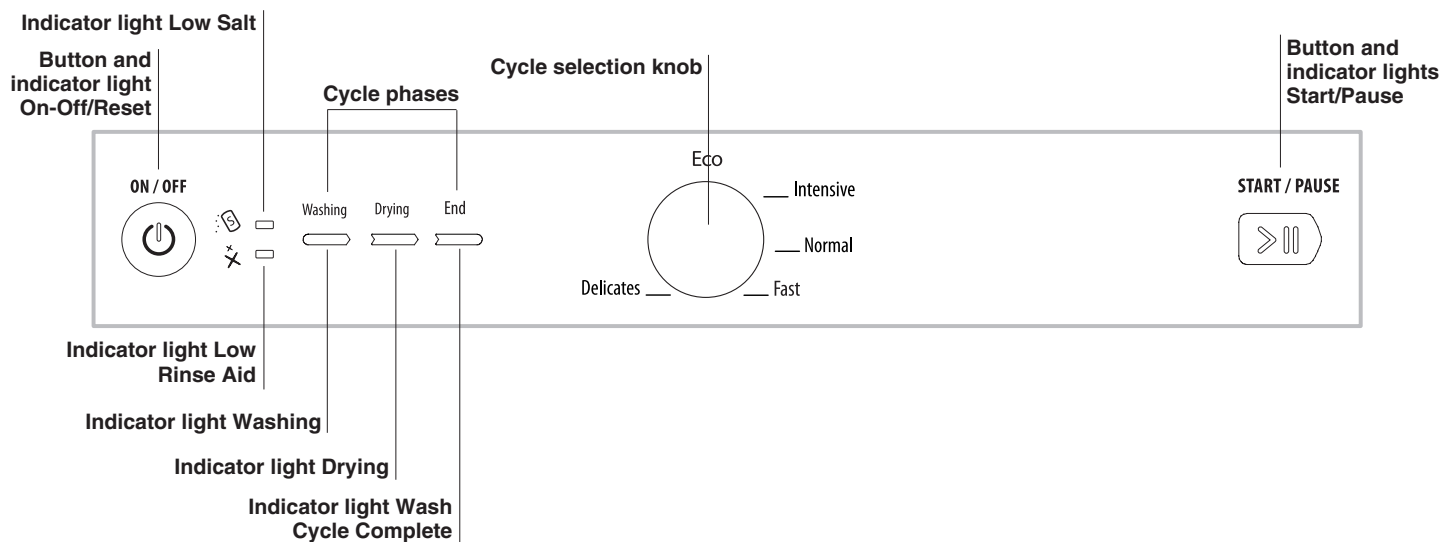 Indicator light Low Salt
Button and
indicator light
On-Off/Reset
Cycle phases
Cycle selection knob
Button and
indicator lights
Start/Pause
ON / OFF
S
Washing
Drying
End
Eco
Intensive
Normal
Fast
Delicates
START / PAUSE
Indicator light Low
Rinse Aid
Indicator light Washing
Indicator light Drying
Indicator light Wash
Cycle Complete